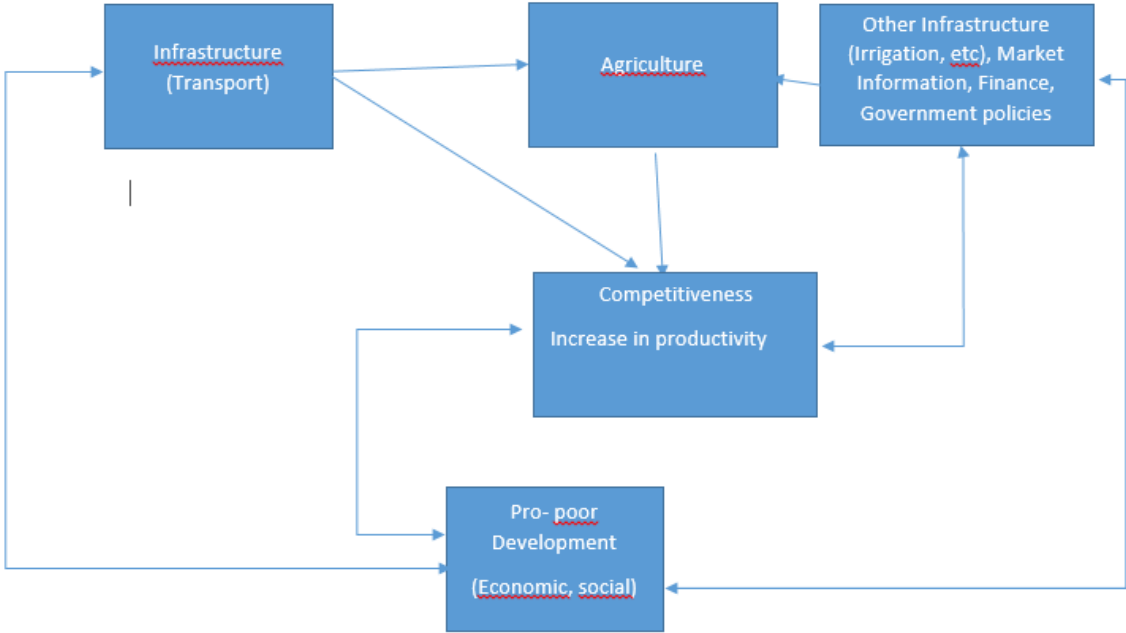 Infrastructure
(Transport)
Agriculture
Other Infrastructure
(Irrigation, etc), Market
Information, Finance,
Government policies
Competitiveness
Increase in productivity
Pro- poor
Development
(Economic, social)